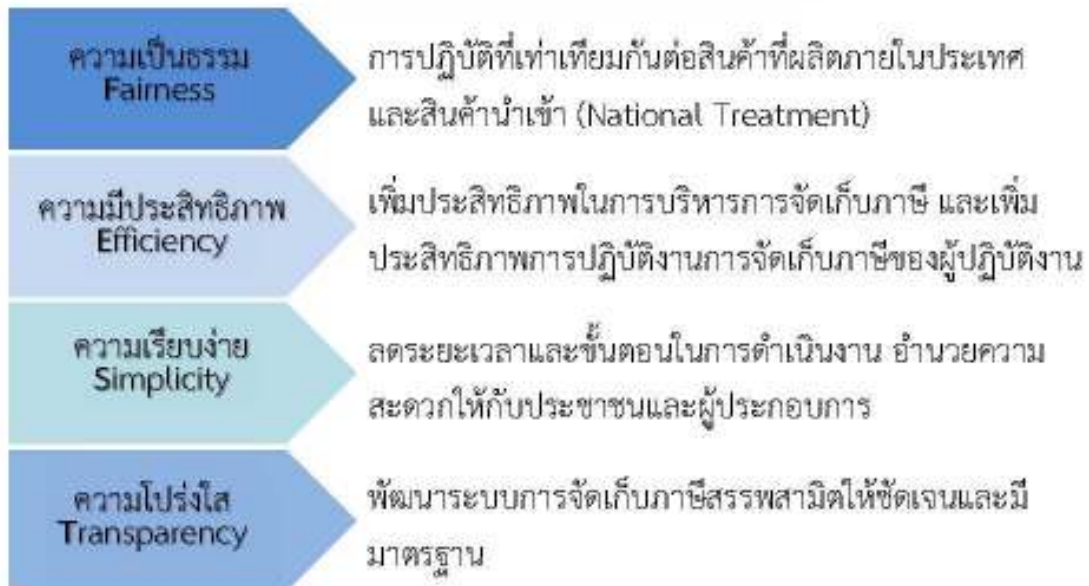 ความเป็นธรรม
Fairness
การปฏิบัติที่เท่าเทียมกันต่อสินค้าที่ผลิตภายในประเทศ
และสินค้านำเข้า (National Treatment)
ความมีประสิทธิภาพ
Efficiency
เพิ่มประสิทธิภาพในการบริหารการจัดเก็บภาษี และเพิ่ม
ประสิทธิภาพการปฏิบัติงานการจัดเก็บภาษีของผู้ปฏิบัติงาน
ความเรียบง่าย
Simplicity
ลดระยะเวลาและขั้นตอนในการดำเนินงาน อำนวยความ
สะดวกให้กับประชาชนและผู้ประกอบการ
ความโปร่งใส
Transparency
พัฒนาระบบการจัดเก็บภาษีสรรพสามิตให้ชัดเจนและมี
มาตรฐาน